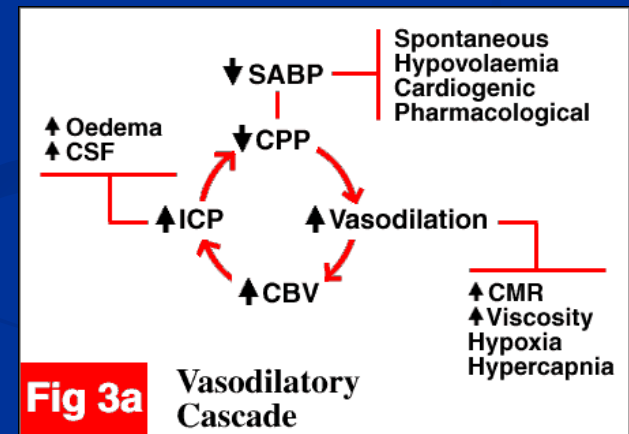 Spontaneous
Hypovolaemia
Cardiogenic
Pharmacological
↓ SABP
↑ Oedema
↑ CSF
↓ CPP
↑ ICP
↑ Vasodilation
↑ CBV
↑ CMR
↑ Viscosity
Hypoxia
Hypercapnia
Fig 3a
Vasodilatory
Cascade